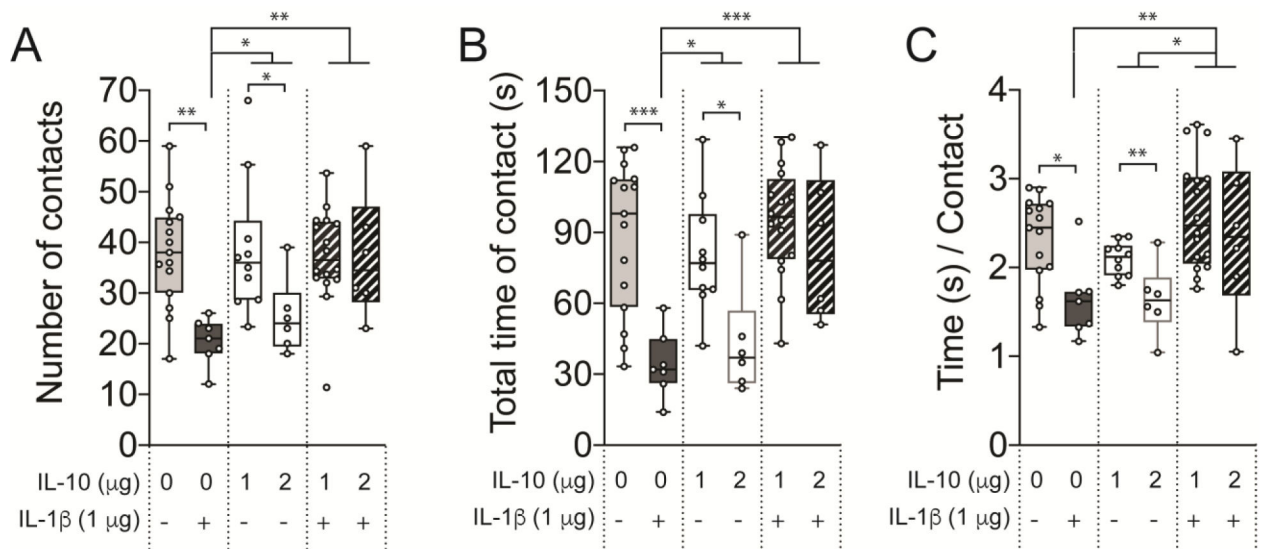 A
Number of contacts
70
60
50
40
30
20
10
0
** * ** * *
IL-10 (μg) 0 0 1 2 1 2
IL-1β (1 μg) - + - - + +
B
Total time of contact (s)
150
120
90
60
30
0
*** * *** *
IL-10 (μg) 0 0 1 2 1 2
IL-1β (1 μg) - + - - + +
C
Time (s) / Contact
4
3
2
1
0
** * * **
IL-10 (μg) 0 0 1 2 1 2
IL-1β (1 μg) - + - - + +